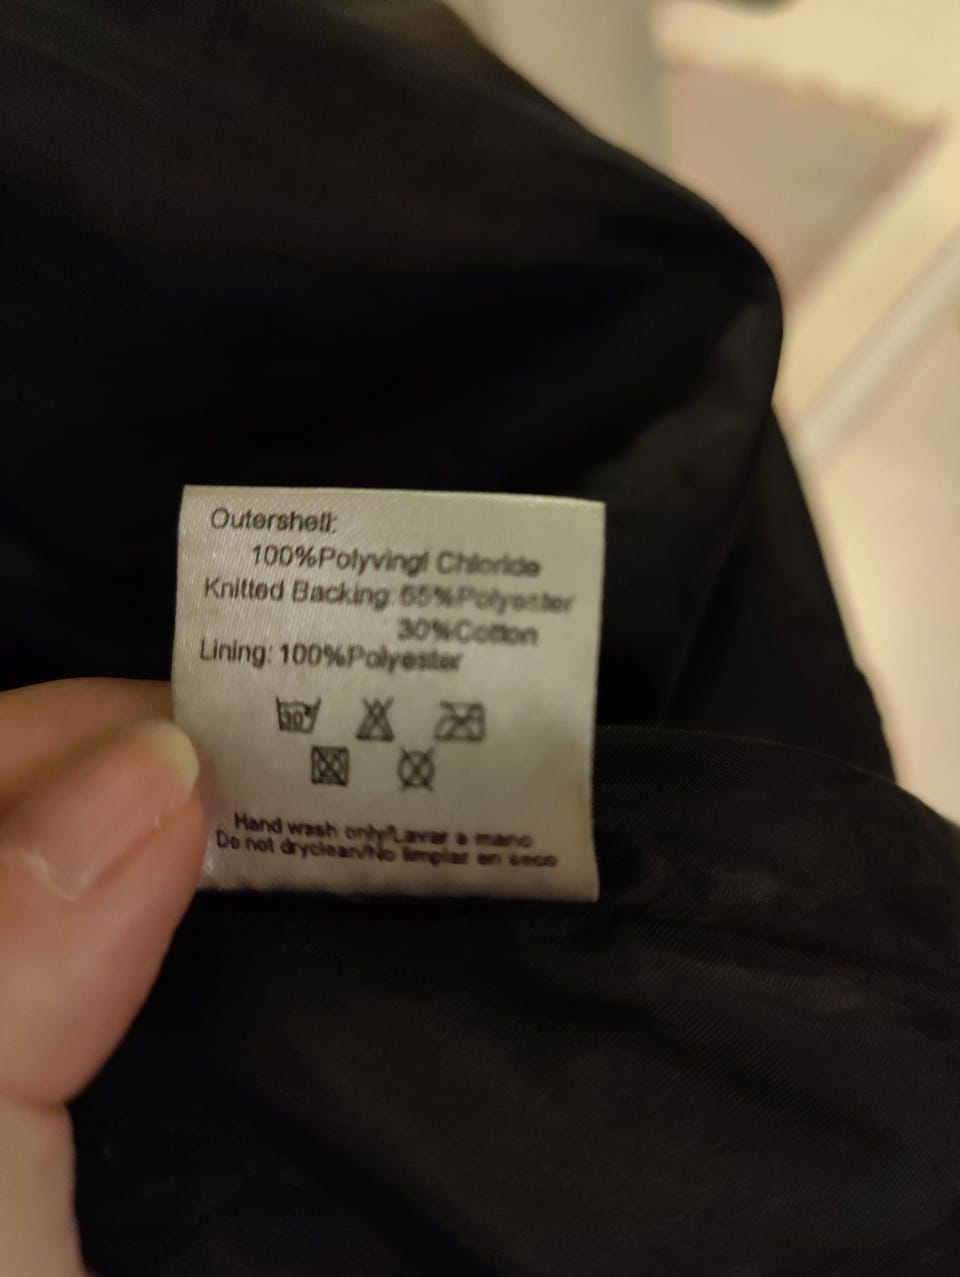 Outershell:
100%Polyvingl Chloride
Knitted Backing: 65%Polyester
30%Cotton
Lining: 100%Polyester
30
Hand wash only/Lavar a mano
Do not dryclean/No limpiar en seco